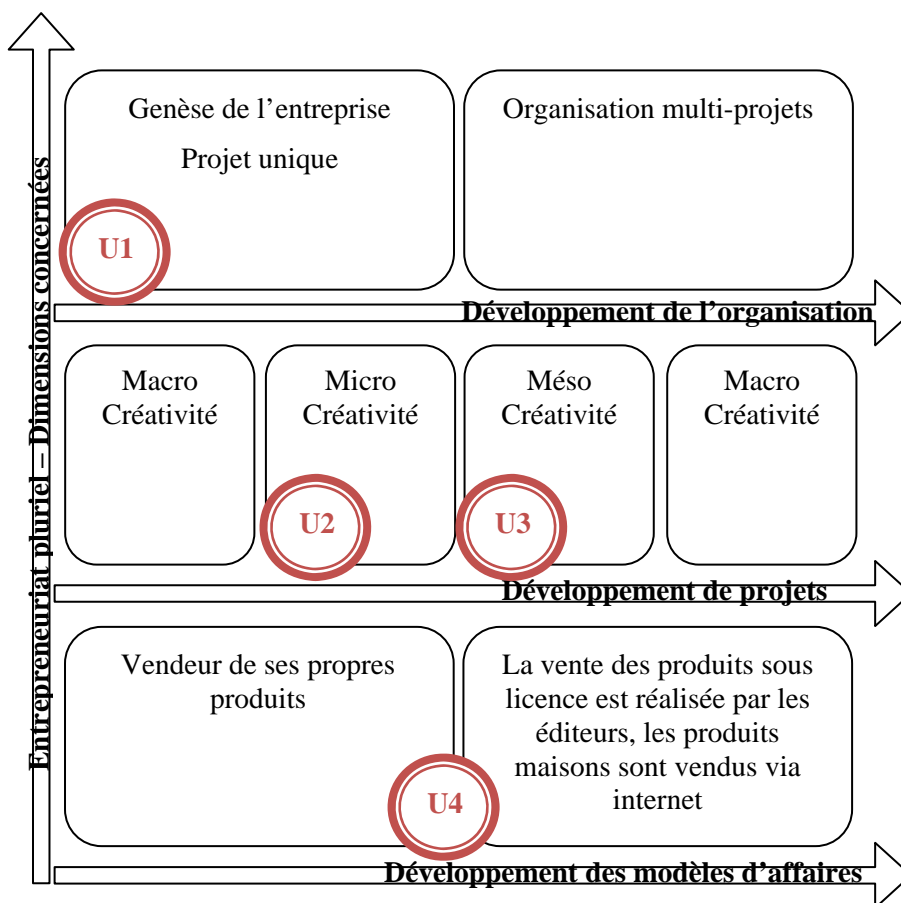 Entrepreneuriat pluriel – Dimensions concernées
Genèse de l'entreprise
Projet unique
Organisation multi-projets
U1
Développement de l'organisation
Macro
Créativité
Micro
Créativité
Méso
Créativité
Macro
Créativité
U2
U3
Développement de projets
Vendeur de ses propres
produits
La vente des produits sous
licence est réalisée par les
éditeurs, les produits
maisons sont vendus via
internet
U4
Développement des modèles d'affaires